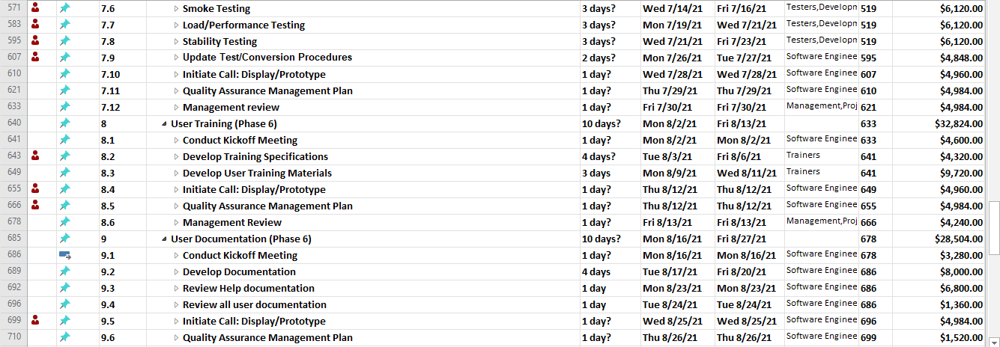 571 7.6 Smoke Testing 3 days? Wed 7/14/21 Fri 7/16/21 Testers,Developn 519 $6,120.00
583 7.7 Load/Performance Testing 3 days? Mon 7/19/21 Wed 7/21/21 Testers,Developn 519 $6,120.00
595 7.8 Stability Testing 3 days? Wed 7/21/21 Fri 7/23/21 Testers,Developn 519 $6,120.00
607 7.9 Update Test/Conversion Procedures 2 days? Mon 7/26/21 Tue 7/27/21 Software Enginee 595 $4,848.00
610 7.10 Initiate Call: Display/Prototype 1 day? Wed 7/28/21 Wed 7/28/21 Software Enginee 607 $4,960.00
621 7.11 Quality Assurance Management Plan 1 day? Thu 7/29/21 Thu 7/29/21 Software Enginee 610 $4,984.00
633 7.12 Management review 1 day? Fri 7/30/21 Fri 7/30/21 Management,Proj 621 $4,984.00
640 8 User Training (Phase 6) 10 days? Mon 8/2/21 Fri 8/13/21 633 $32,824.00
641 8.1 Conduct Kickoff Meeting 1 day? Mon 8/2/21 Mon 8/2/21 Software Enginee 633 $4,600.00
643 8.2 Develop Training Specifications 4 days? Tue 8/3/21 Fri 8/6/21 Trainers 641 $4,320.00
649 8.3 Develop User Training Materials 3 days Mon 8/9/21 Wed 8/11/21 Trainers 641 $9,720.00
655 8.4 Initiate Call: Display/Prototype 1 day? Thu 8/12/21 Thu 8/12/21 Software Enginee 649 $4,960.00
666 8.5 Quality Assurance Management Plan 1 day? Thu 8/12/21 Thu 8/12/21 Software Enginee 655 $4,984.00
678 8.6 Management Review 1 day? Fri 8/13/21 Fri 8/13/21 Management,Proj 666 $4,240.00
685 9 User Documentation (Phase 6) 10 days? Mon 8/16/21 Fri 8/27/21 678 $28,504.00
686 9.1 Conduct Kickoff Meeting 1 day? Mon 8/16/21 Mon 8/16/21 Software Enginee 678 $3,280.00
689 9.2 Develop Documentation 4 days Tue 8/17/21 Fri 8/20/21 Software Enginee 686 $8,000.00
692 9.3 Review Help documentation 1 day Mon 8/23/21 Mon 8/23/21 Software Enginee 686 $6,800.00
696 9.4 Review all user documentation 1 day Tue 8/24/21 Tue 8/24/21 Software Enginee 686 $1,360.00
699 9.5 Initiate Call: Display/Prototype 1 day? Wed 8/25/21 Wed 8/25/21 Software Enginee 696 $4,984.00
710 9.6 Quality Assurance Management Plan 1 day? Thu 8/26/21 Thu 8/26/21 Software Enginee 699 $1,520.00